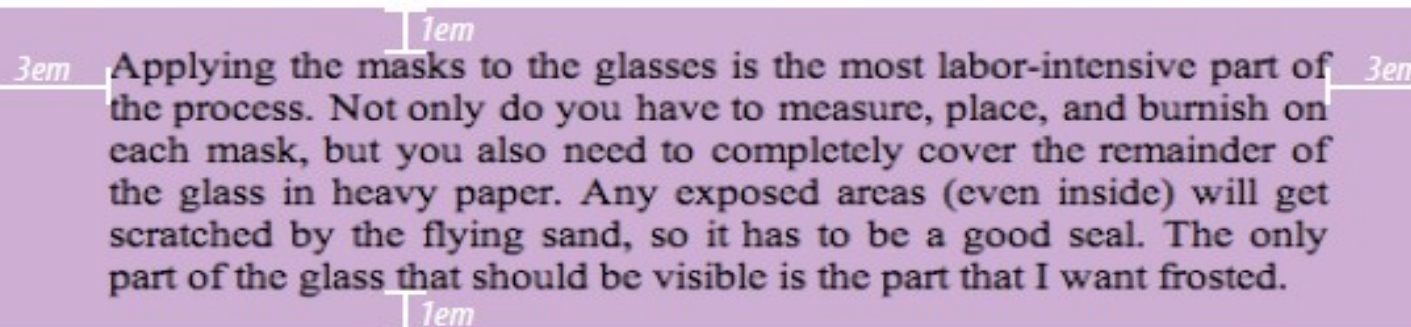 1em
3em
Applying the masks to the glasses is the most labor-intensive part of
3em
the process. Not only do you have to measure, place, and burnish on
each mask, but you also need to completely cover the remainder of
the glass in heavy paper. Any exposed areas (even inside) will get
scratched by the flying sand, so it has to be a good seal. The only
part of the glass that should be visible is the part that I want frosted.
1em